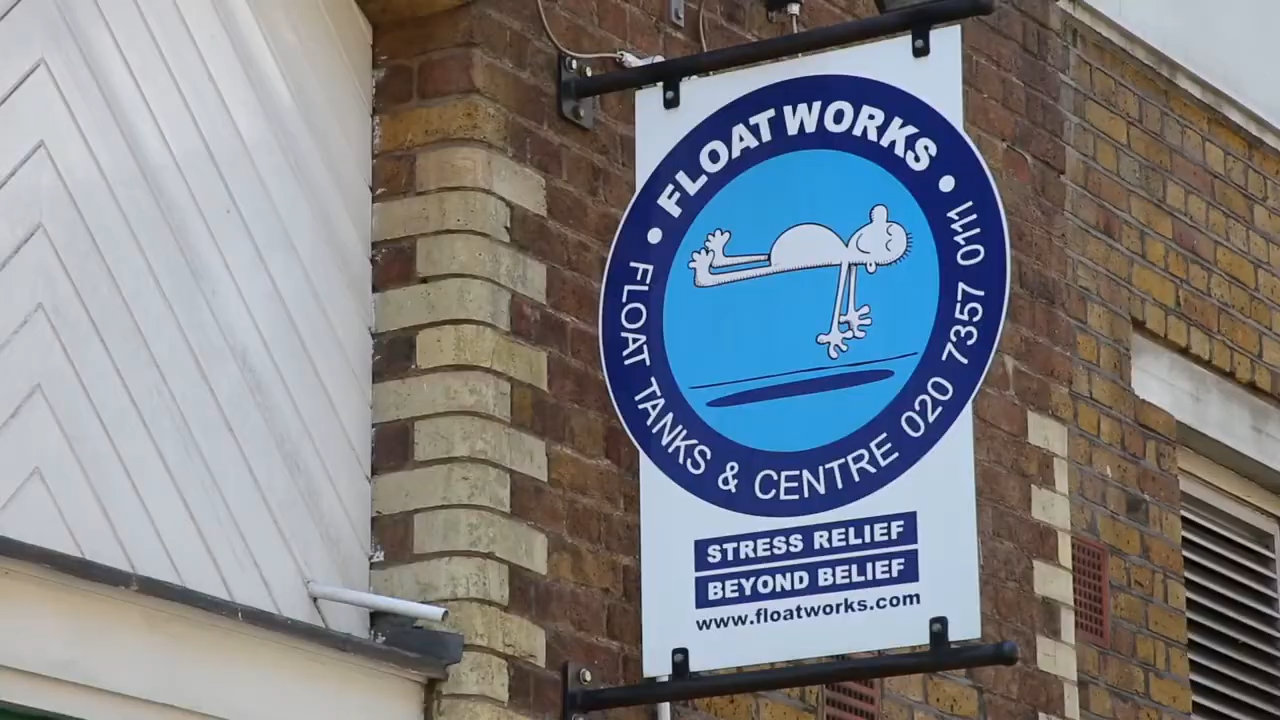 FLOATWORKS
FLOAT TANKS & CENTRE 020 7357 0111
STRESS RELIEF
BEYOND BELIEF
www.floatworks.com